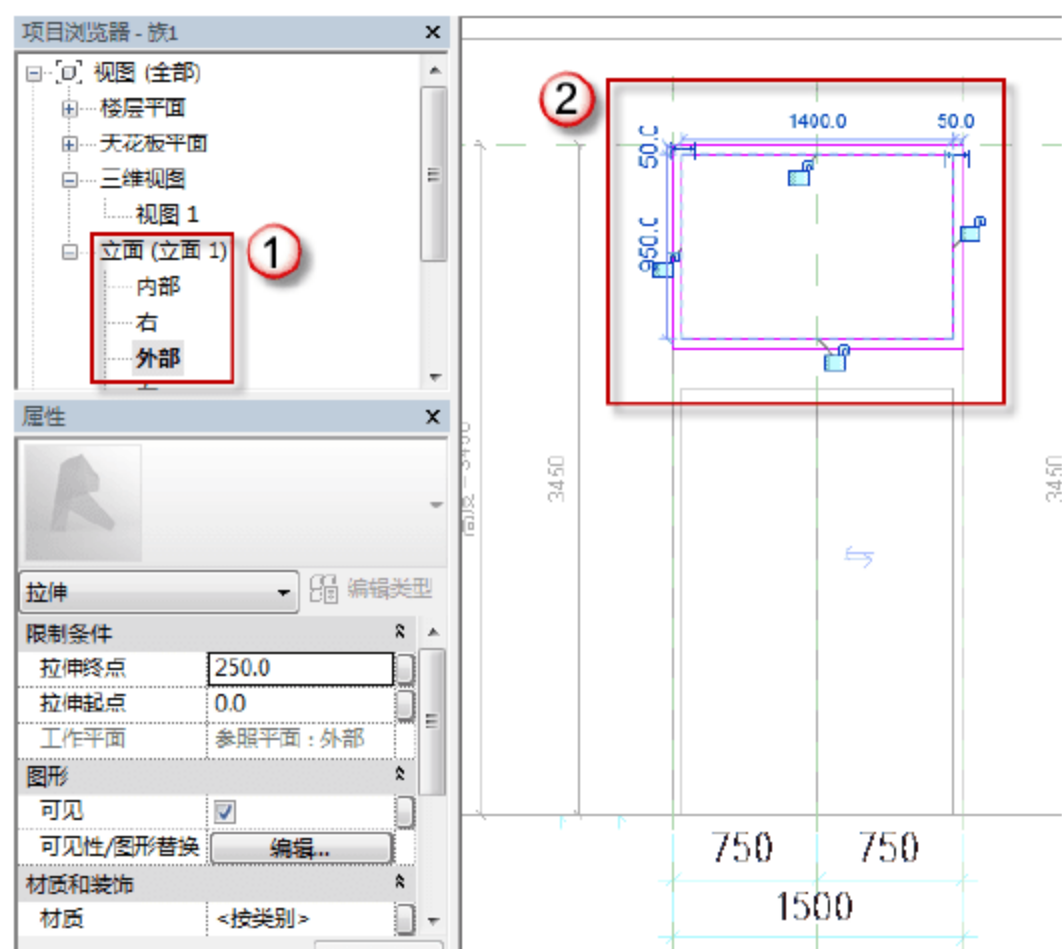 项目浏览器 - 族1
视图 (全部)
楼层平面
天花板平面
三维视图
视图 1
立面 (立面 1)
内部
右
外部
1
属性
拉伸
编辑类型
限制条件
拉伸终点 250.0
拉伸起点 0.0
工作平面 参照平面 : 外部
图形
可见
可见性/图形替换 编辑...
材质和装饰
材质 <按类别>
2
1400.0 50.0
50.0
950.0
3450
750 750
1500